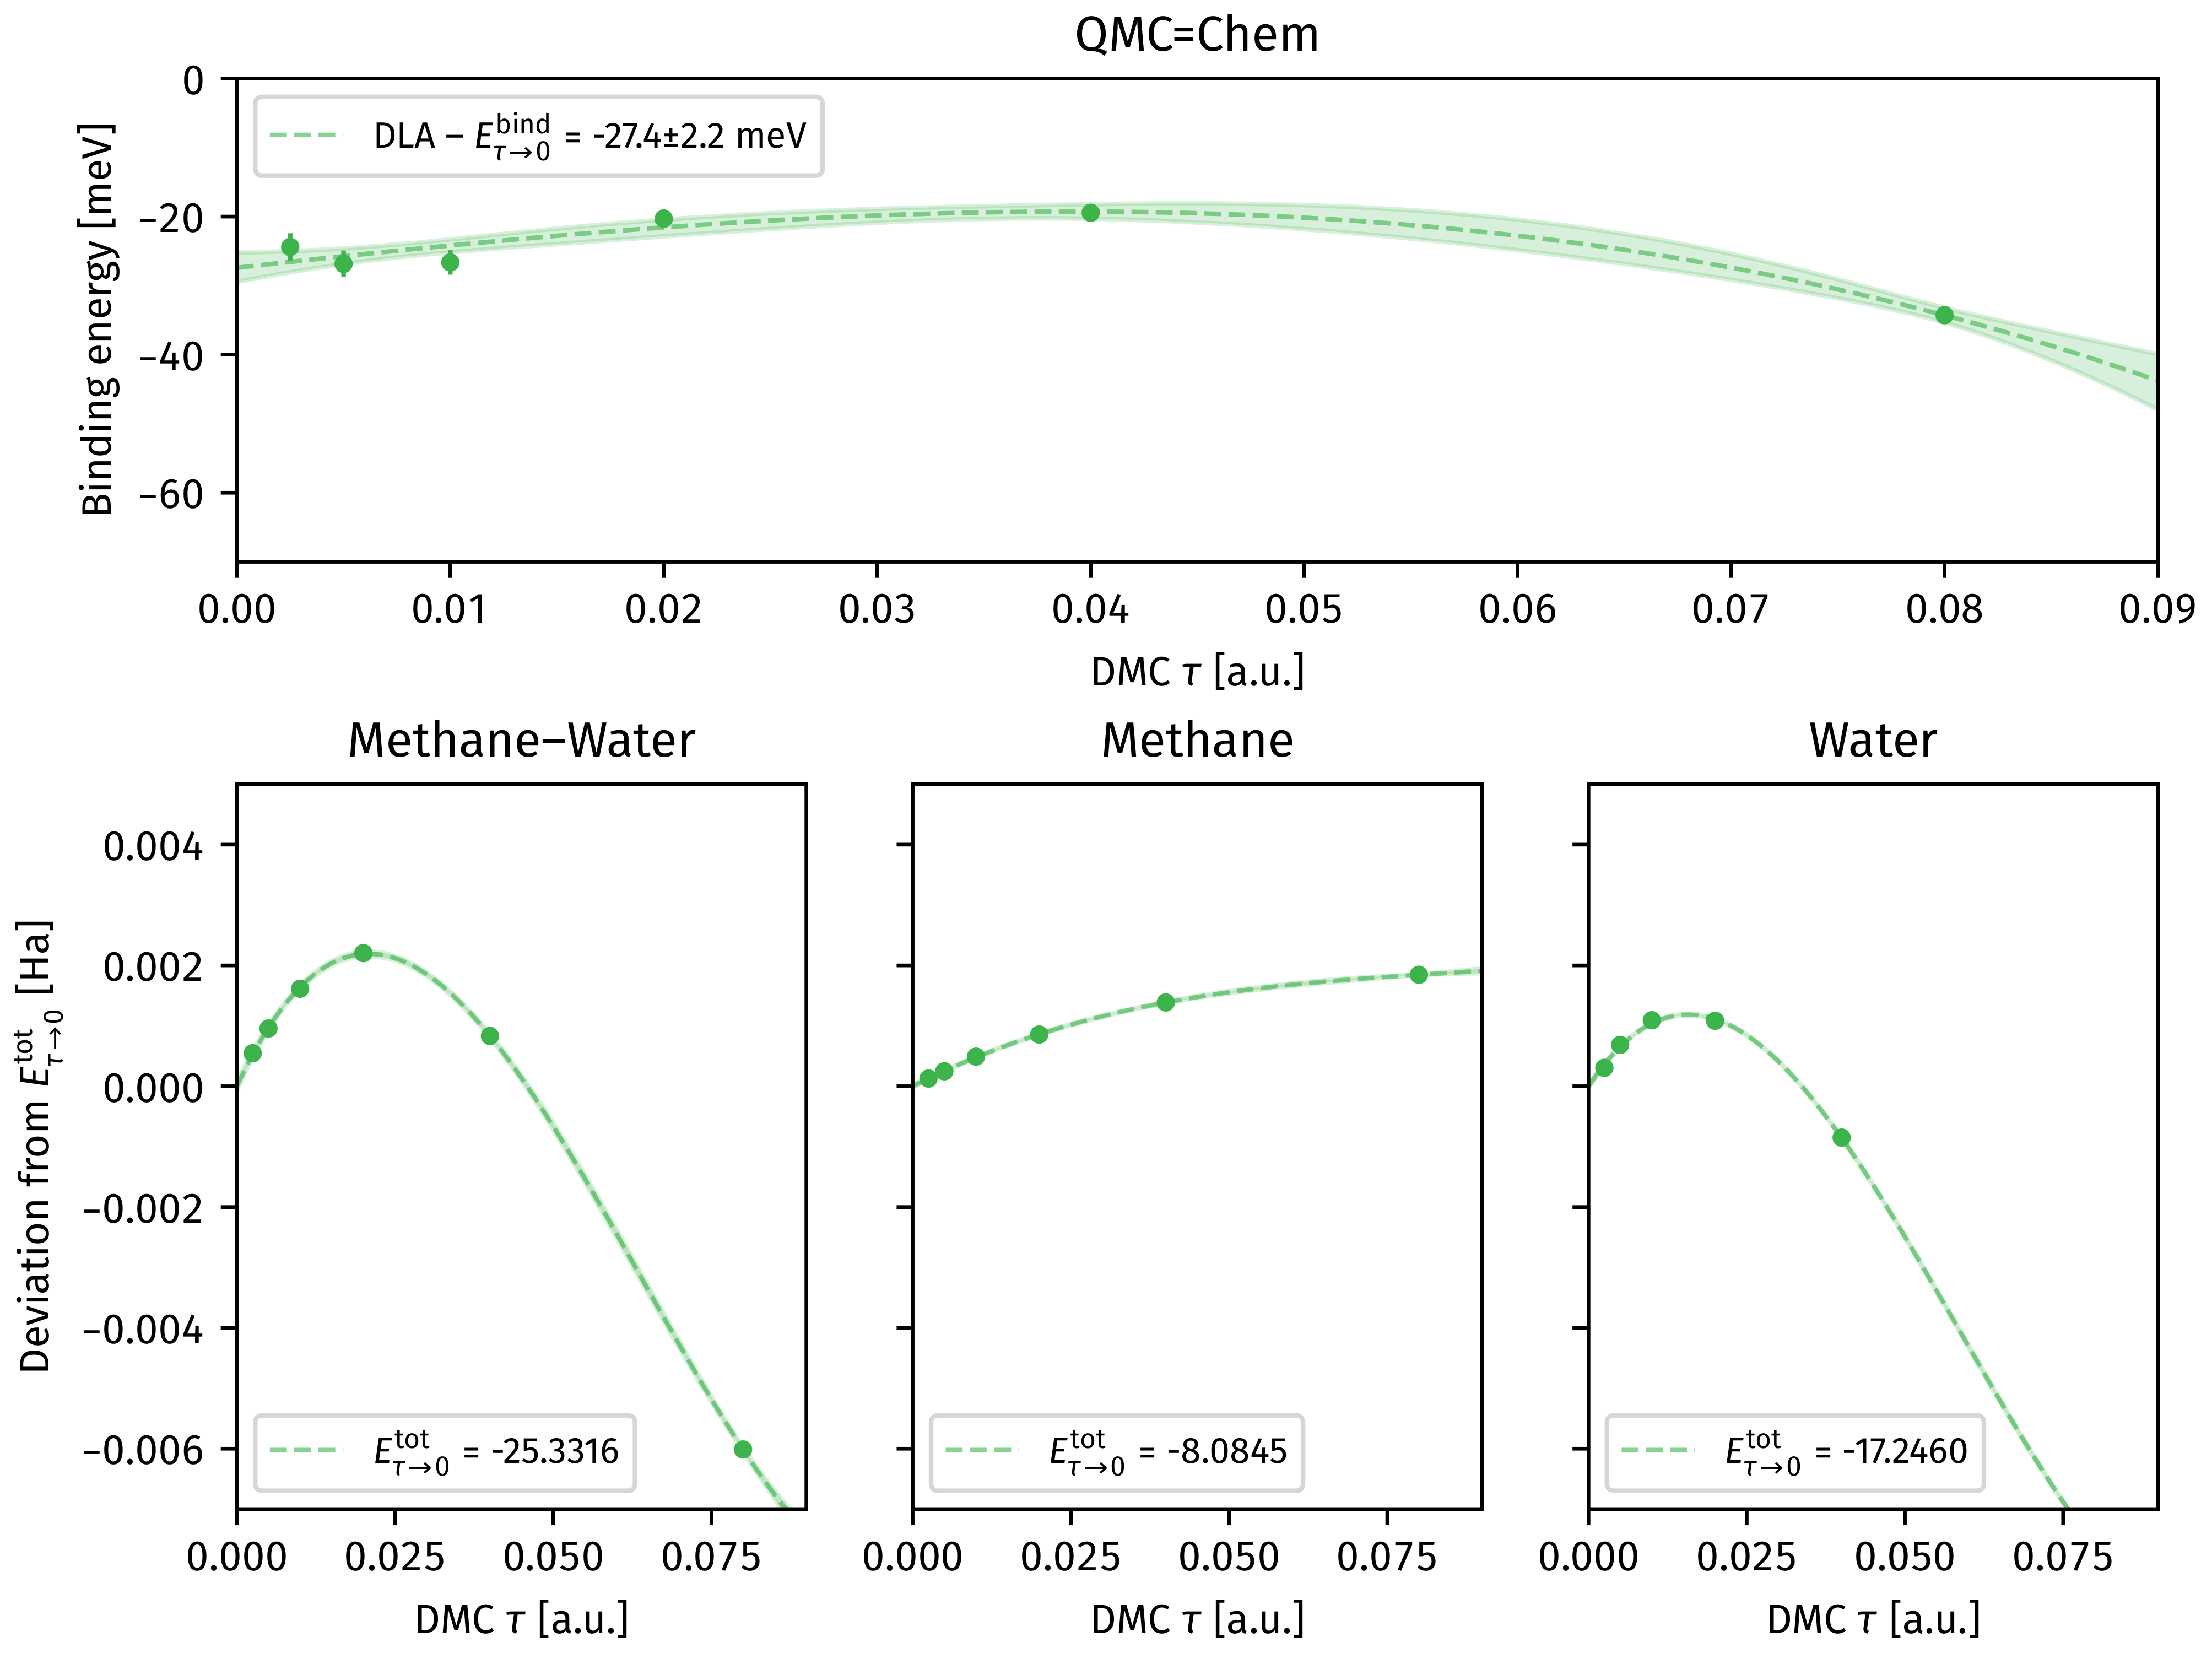 QMC=Chem
Binding energy [meV]
0
−20
−40
−60
DLA − E^bind_τ→0 = -27.4±2.2 meV
0.00 0.01 0.02 0.03 0.04 0.05 0.06 0.07 0.08 0.09
DMC τ [a.u.]
Methane−Water Methane Water
Deviation from E^tot_τ→0 [Ha]
0.004
0.002
0.000
−0.002
−0.004
−0.006
E^tot_τ→0 = -25.3316
E^tot_τ→0 = -8.0845
E^tot_τ→0 = -17.2460
0.000 0.025 0.050 0.075 0.000 0.025 0.050 0.075 0.000 0.025 0.050 0.075
DMC τ [a.u.] DMC τ [a.u.] DMC τ [a.u.]